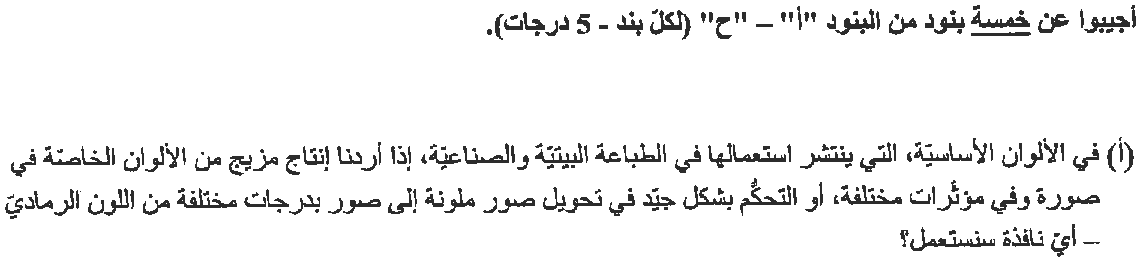 أجيبوا عن خمسة بنود من البنود "أ" – "ح" (لكلّ بند - 5 درجات).
(أ) في الألوان الأساسيّة، التي ينتشر استعمالها في الطباعة البيتيّة والصناعيّة، إذا أردنا إنتاج مزيج من الألوان الخاصّة في
صورة وفي مؤثّرات مختلفة، أو التحكُّم بشكل جيّد في تحويل صور ملونة إلى صور بدرجات مختلفة من اللون الرماديّ
– أيّ نافذة سنستعمل؟